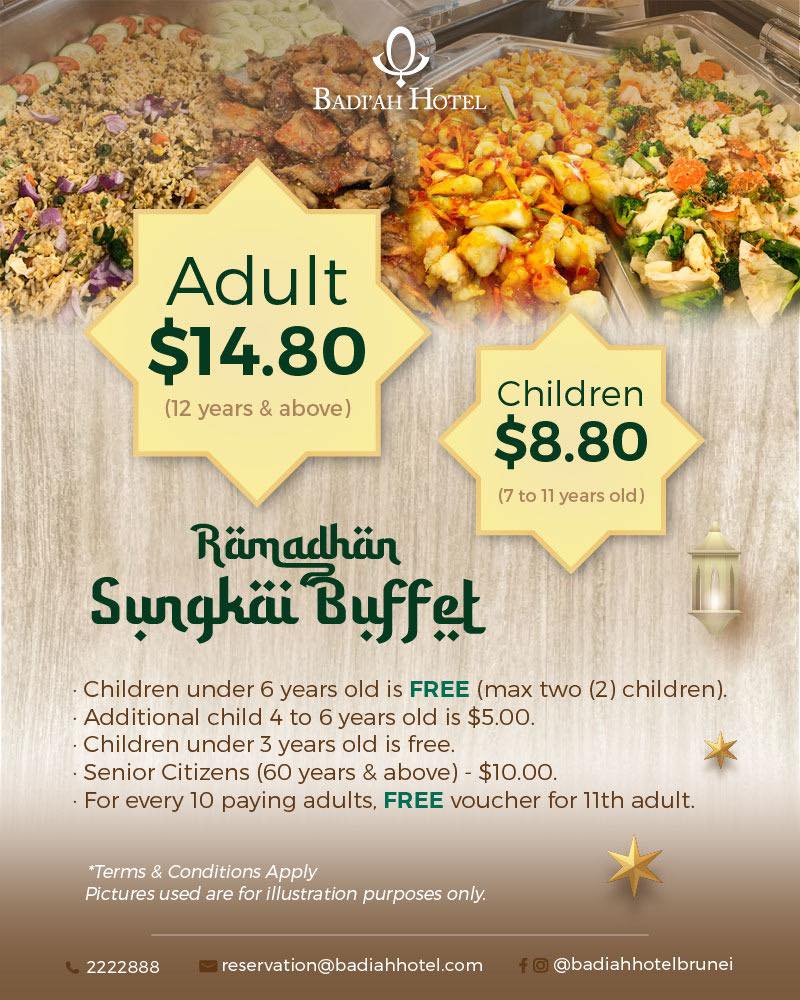 BADI'AH HOTEL
Adult
$14.80
(12 years & above)
Children
$8.80
(7 to 11 years old)
Rämadhän
Sungkäi Buffet
· Children under 6 years old is FREE (max two (2) children).
· Additional child 4 to 6 years old is $5.00.
· Children under 3 years old is free.
· Senior Citizens (60 years & above) - $10.00.
· For every 10 paying adults, FREE voucher for 11th adult.
*Terms & Conditions Apply
Pictures used are for illustration purposes only.
2222888 reservation@badiahhotel.com @badiahhotelbrunei